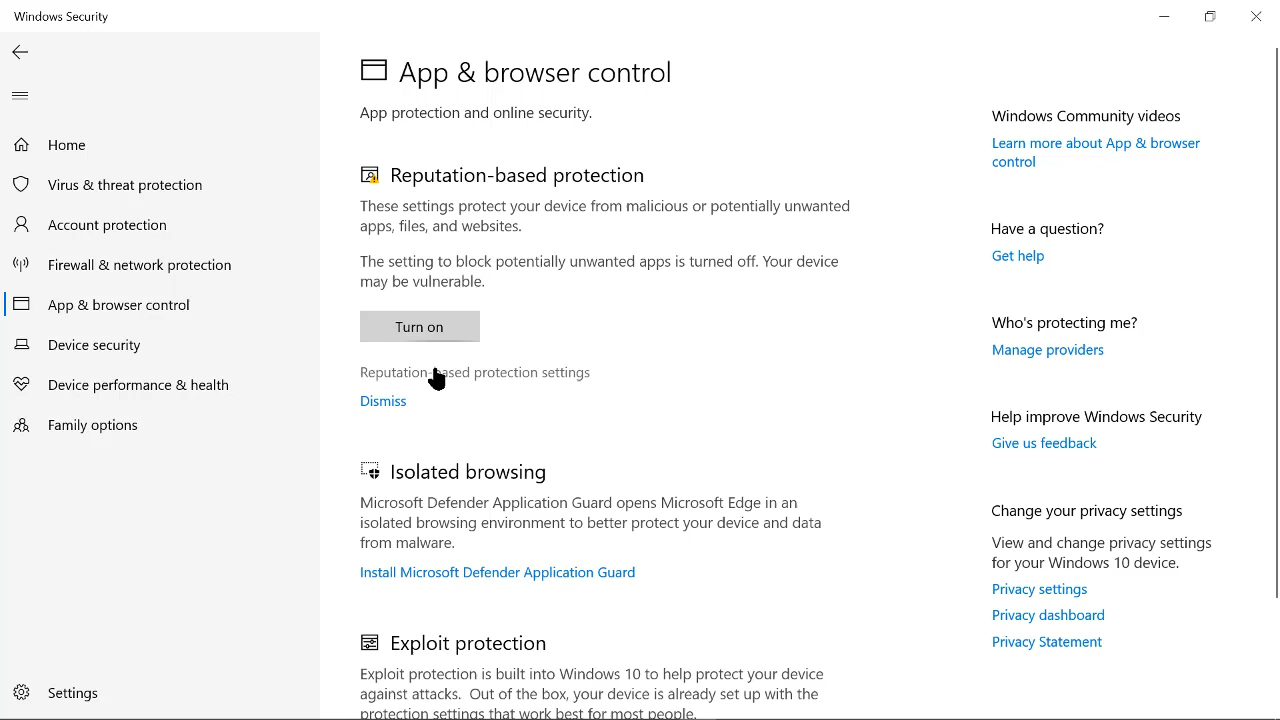 Windows Security
Home
Virus & threat protection
Account protection
Firewall & network protection
App & browser control
Device security
Device performance & health
Family options
Settings
App & browser control
App protection and online security.
Reputation-based protection
These settings protect your device from malicious or potentially unwanted
apps, files, and websites.
The setting to block potentially unwanted apps is turned off. Your device
may be vulnerable.
Turn on
Reputation-based protection settings
Dismiss
Isolated browsing
Microsoft Defender Application Guard opens Microsoft Edge in an
isolated browsing environment to better protect your device and data
from malware.
Install Microsoft Defender Application Guard
Exploit protection
Exploit protection is built into Windows 10 to help protect your device
against attacks. Out of the box, your device is already set up with the
protection settings that work best for most people.
Windows Community videos
Learn more about App & browser
control
Have a question?
Get help
Who's protecting me?
Manage providers
Help improve Windows Security
Give us feedback
Change your privacy settings
View and change privacy settings
for your Windows 10 device.
Privacy settings
Privacy dashboard
Privacy Statement